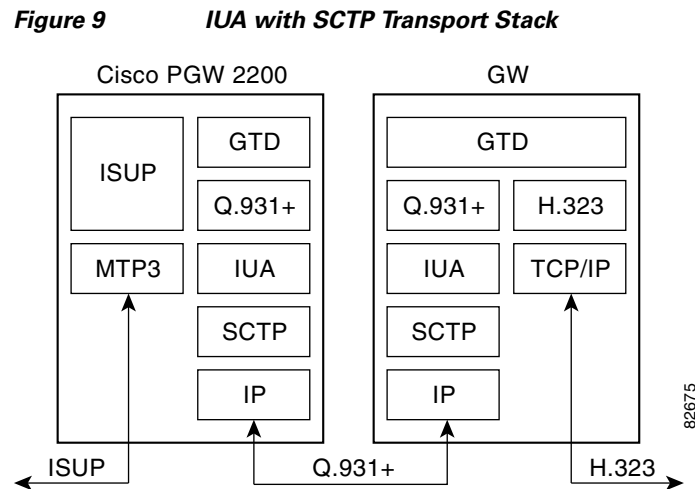 Figure 9 IUA with SCTP Transport Stack
Cisco PGW 2200
GW
ISUP
GTD
GTD
Q.931+
Q.931+
H.323
MTP3
IUA
IUA
TCP/IP
SCTP
SCTP
IP
IP
82675
ISUP
Q.931+
H.323